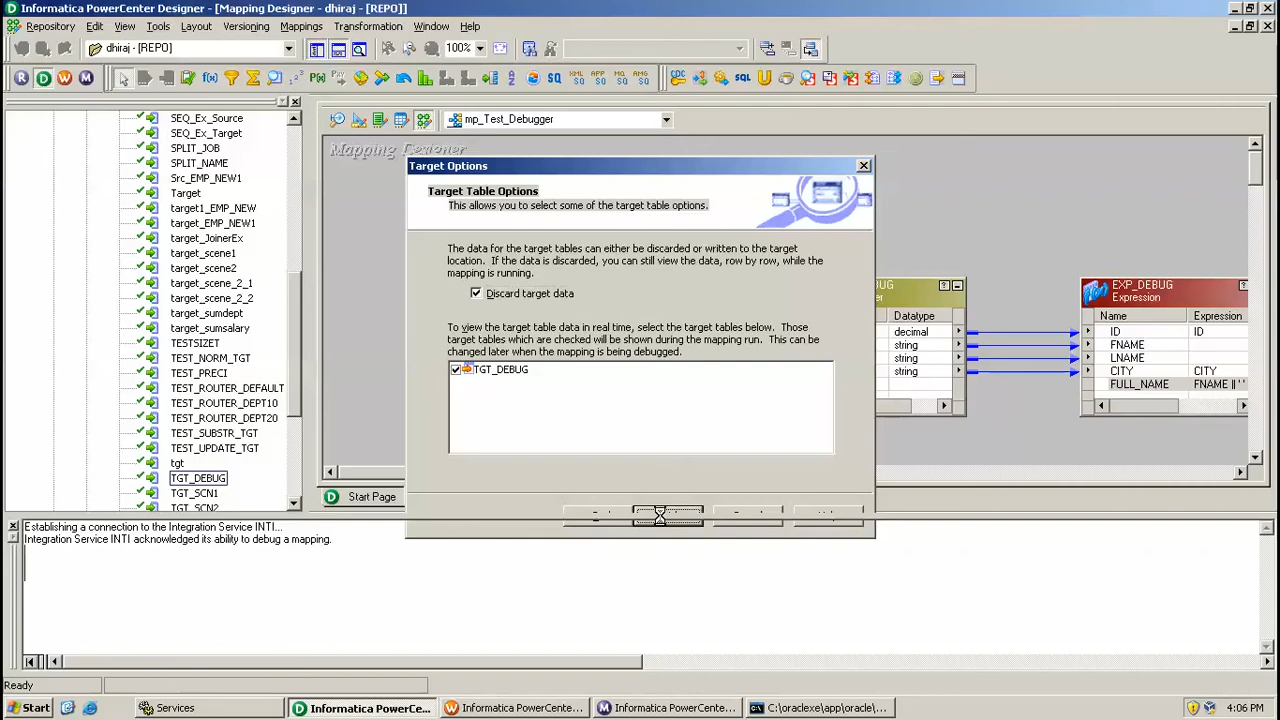 Informatica PowerCenter Designer - [Mapping Designer - dhiraj - [REPO]]
Repository Edit View Tools Layout Versioning Mappings Transformation Window Help
dhiraj - [REPO]
100%
mp_Test_Debugger
SEQ_Ex_Source
SEQ_Ex_Target
SPLIT_JOB
SPLIT_NAME
Src_EMP_NEW1
Target
target1_EMP_NEW
target_EMP_NEW1
target_JoinerEx
target_scene1
target_scene2
target_scene_2_1
target_scene_2_2
target_sumdept
target_sumsalary
TESTSIZET
TEST_NORM_TGT
TEST_PRECI
TEST_ROUTER_DEFAULT
TEST_ROUTER_DEPT10
TEST_ROUTER_DEPT20
TEST_SUBSTR_TGT
TEST_UPDATE_TGT
tgt
TGT_DEBUG
TGT_SCN1
TGT_SCN2
Mapping Designer
Target Options
Target Table Options
This allows you to select some of the target table options.
The data for the target tables can either be discarded or written to the target
location. If the data is discarded, you can still view the data, row by row, while the
mapping is running.
Discard target data
To view the target table data in real time, select the target tables below. Those
target tables which are checked will be shown during the mapping run. This can be
changed later when the mapping is being debugged.
TGT_DEBUG
Datatype
decimal
string
string
string
EXP_DEBUG
Expression
Name Expression
ID ID
FNAME
LNAME
CITY CITY
FULL_NAME FNAME || ' '
Start Page
Establishing a connection to the Integration Service INTI...
Integration Service INTI acknowledged its ability to debug a mapping.
Ready
Start Services Informatica PowerCe... Informatica PowerCente... Informatica PowerCente... C:\oraclexe\app\oracle\... 4:06 PM